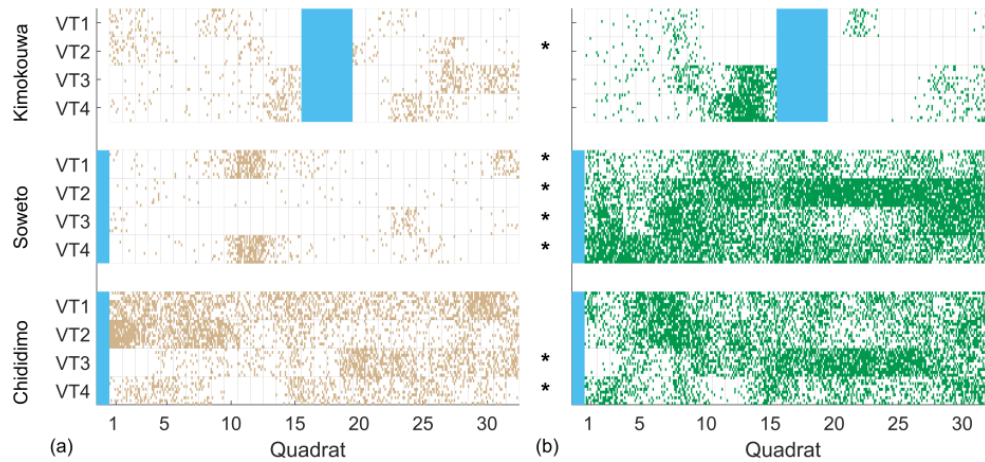 Kimokouwa
VT1
VT2
VT3
VT4
*
Soweto
VT1
*
VT2
*
VT3
*
VT4
*
Chididimo
VT1
VT2
VT3
*
VT4
*
1 5 10 15 20 25 30
1 5 10 15 20 25 30
(a) Quadrat
(b) Quadrat